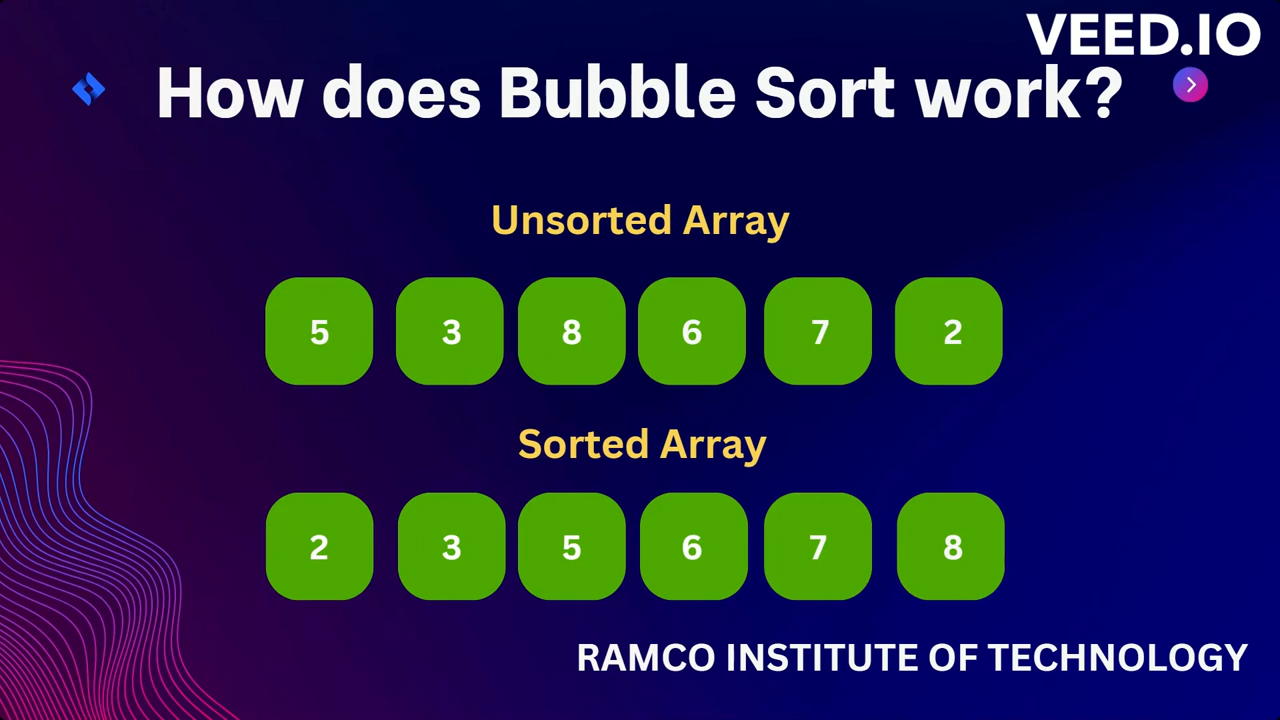 VEED.IO
How does Bubble Sort work?
Unsorted Array
5 3 8 6 7 2
Sorted Array
2 3 5 6 7 8
RAMCO INSTITUTE OF TECHNOLOGY